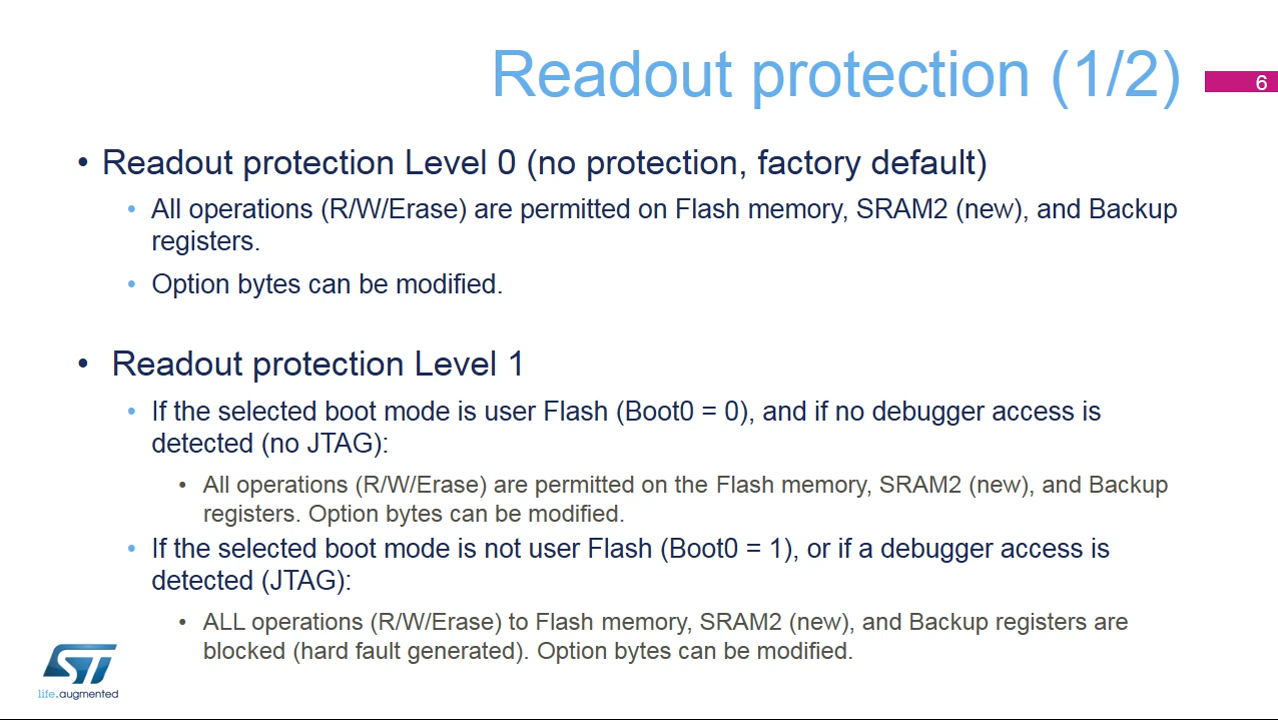 Readout protection (1/2)
6
• Readout protection Level 0 (no protection, factory default)
• All operations (R/W/Erase) are permitted on Flash memory, SRAM2 (new), and Backup
registers.
• Option bytes can be modified.
• Readout protection Level 1
• If the selected boot mode is user Flash (Boot0 = 0), and if no debugger access is
detected (no JTAG):
• All operations (R/W/Erase) are permitted on the Flash memory, SRAM2 (new), and Backup
registers. Option bytes can be modified.
• If the selected boot mode is not user Flash (Boot0 = 1), or if a debugger access is
detected (JTAG):
• ALL operations (R/W/Erase) to Flash memory, SRAM2 (new), and Backup registers are
blocked (hard fault generated). Option bytes can be modified.
ST
life.augmented